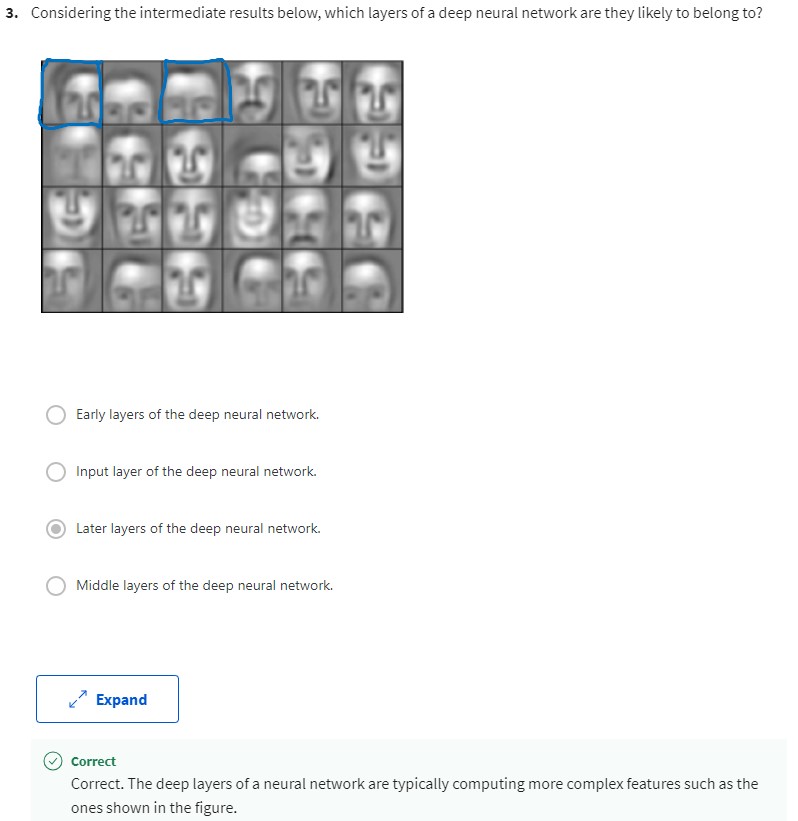 3. Considering the intermediate results below, which layers of a deep neural network are they likely to belong to?
Early layers of the deep neural network.
Input layer of the deep neural network.
Later layers of the deep neural network.
Middle layers of the deep neural network.
Expand
Correct
Correct. The deep layers of a neural network are typically computing more complex features such as the
ones shown in the figure.